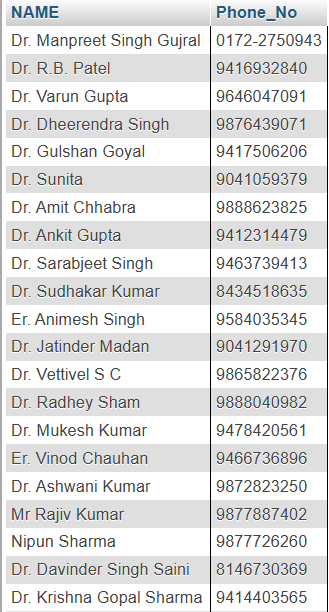 NAME Phone_No
Dr. Manpreet Singh Gujral 0172-2750943
Dr. R.B. Patel 9416932840
Dr. Varun Gupta 9646047091
Dr. Dheerendra Singh 9876439071
Dr. Gulshan Goyal 9417506206
Dr. Sunita 9041059379
Dr. Amit Chhabra 9888623825
Dr. Ankit Gupta 9412314479
Dr. Sarabjeet Singh 9463739413
Dr. Sudhakar Kumar 8434518635
Er. Animesh Singh 9584035345
Dr. Jatinder Madan 9041291970
Dr. Vettivel S C 9865822376
Dr. Radhey Sham 9888040982
Dr. Mukesh Kumar 9478420561
Er. Vinod Chauhan 9466736896
Dr. Ashwani Kumar 9872823250
Mr Rajiv Kumar 9877887402
Nipun Sharma 9877726260
Dr. Davinder Singh Saini 8146730369
Dr. Krishna Gopal Sharma 9414403565